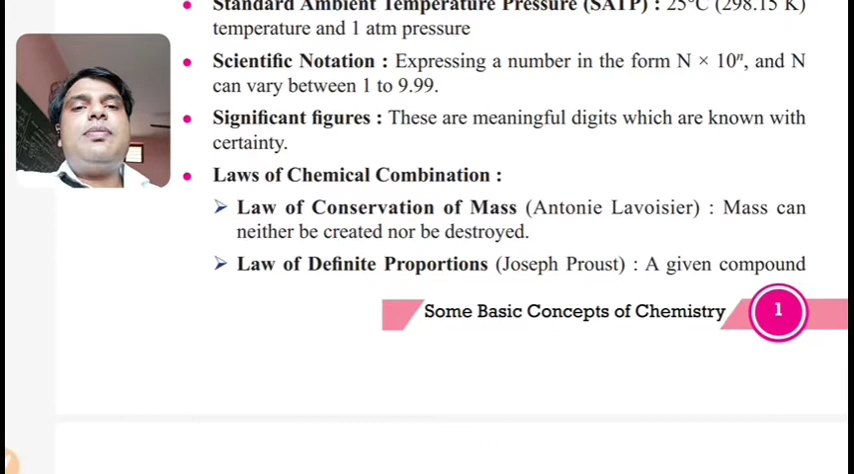 Standard Ambient Temperature Pressure (SATP) : 25°C (298.15 K)
temperature and 1 atm pressure
Scientific Notation : Expressing a number in the form N × 10ⁿ, and N
can vary between 1 to 9.99.
Significant figures : These are meaningful digits which are known with
certainty.
Laws of Chemical Combination :
Law of Conservation of Mass (Antonie Lavoisier) : Mass can
neither be created nor be destroyed.
Law of Definite Proportions (Joseph Proust) : A given compound
Some Basic Concepts of Chemistry 1